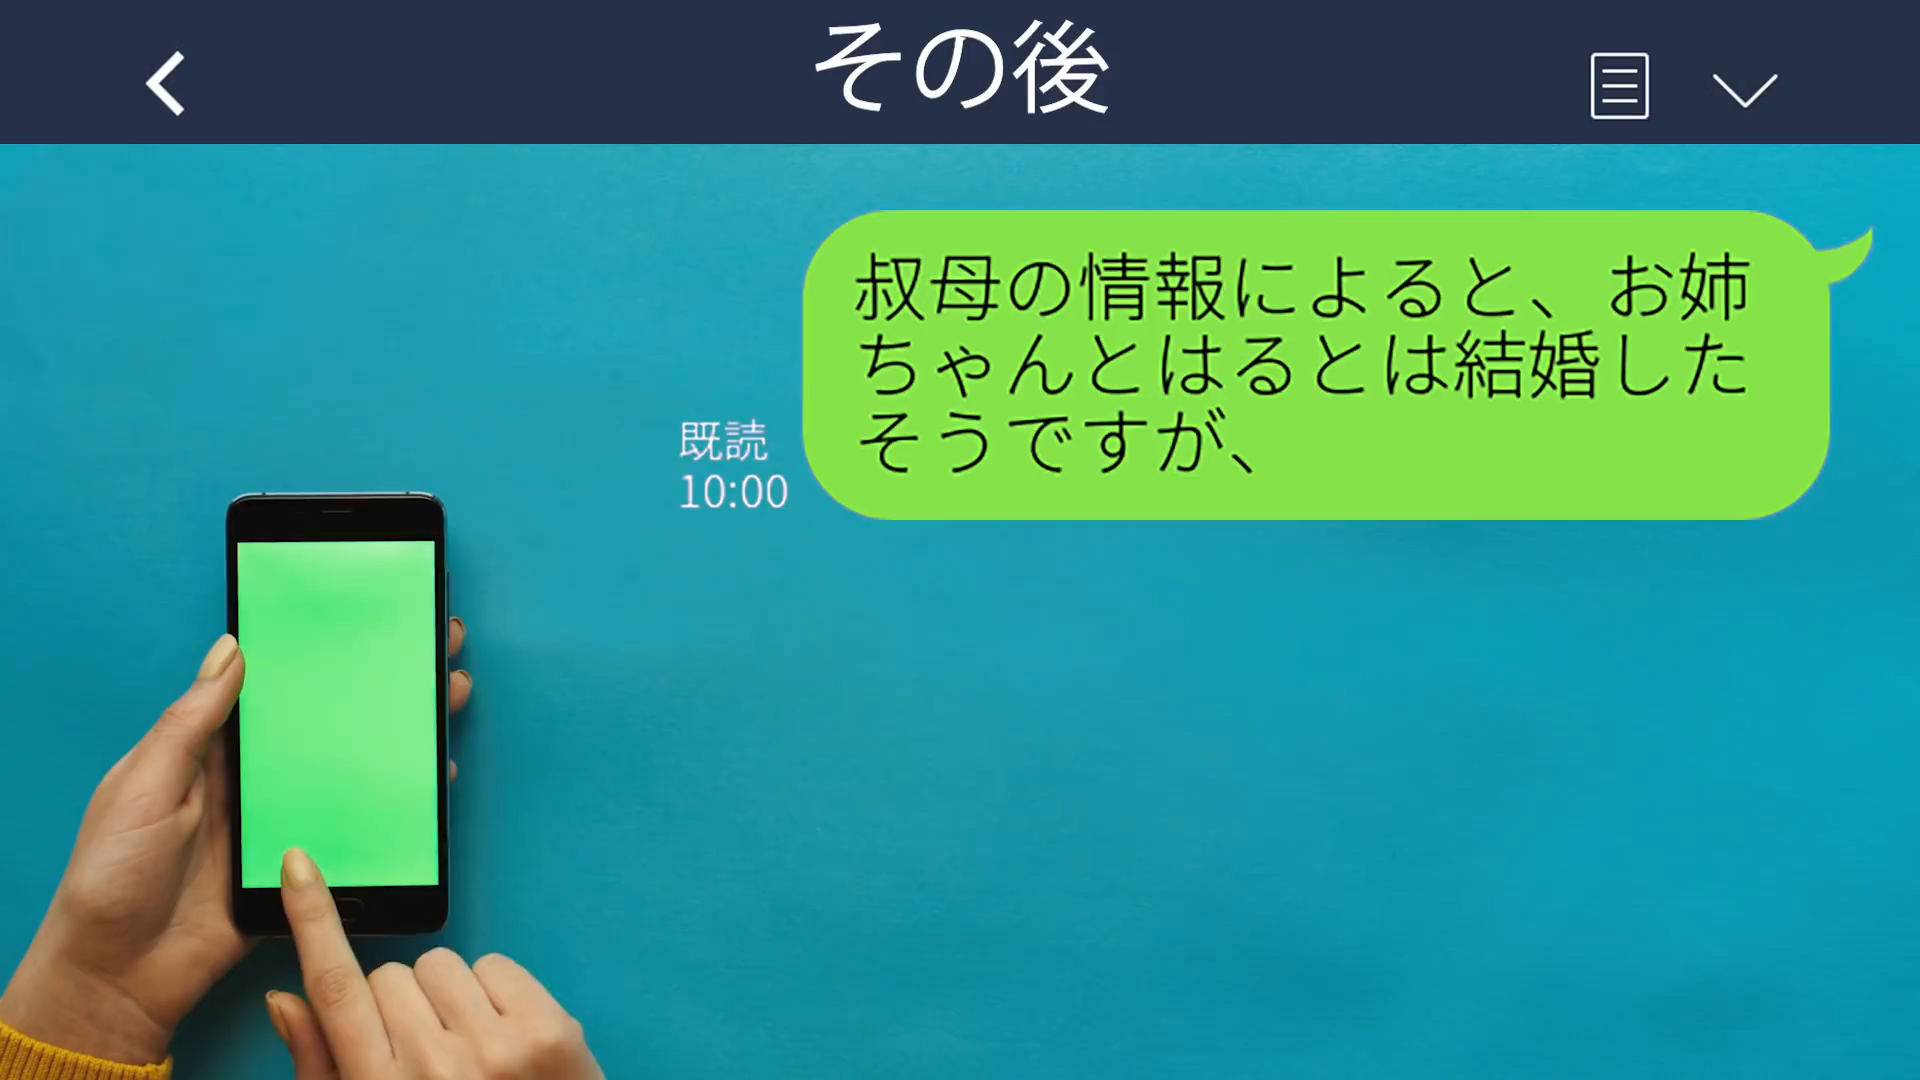 その後
叔母の情報によると、お姉
ちゃんとはるとは結婚した
そうですが、
既読
10:00